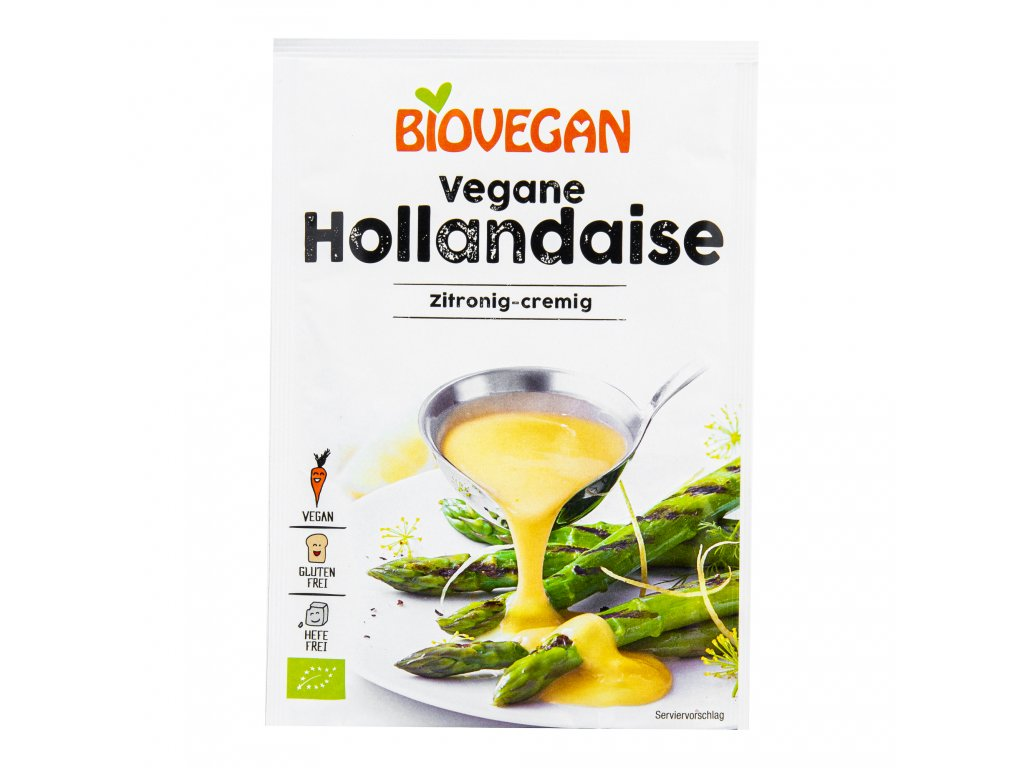 BIOVEGAN
Vegane
Hollandaise
Zitronig-cremig
VEGAN
GLUTEN
FREI
HEFE
FREI
Serviervorschlag